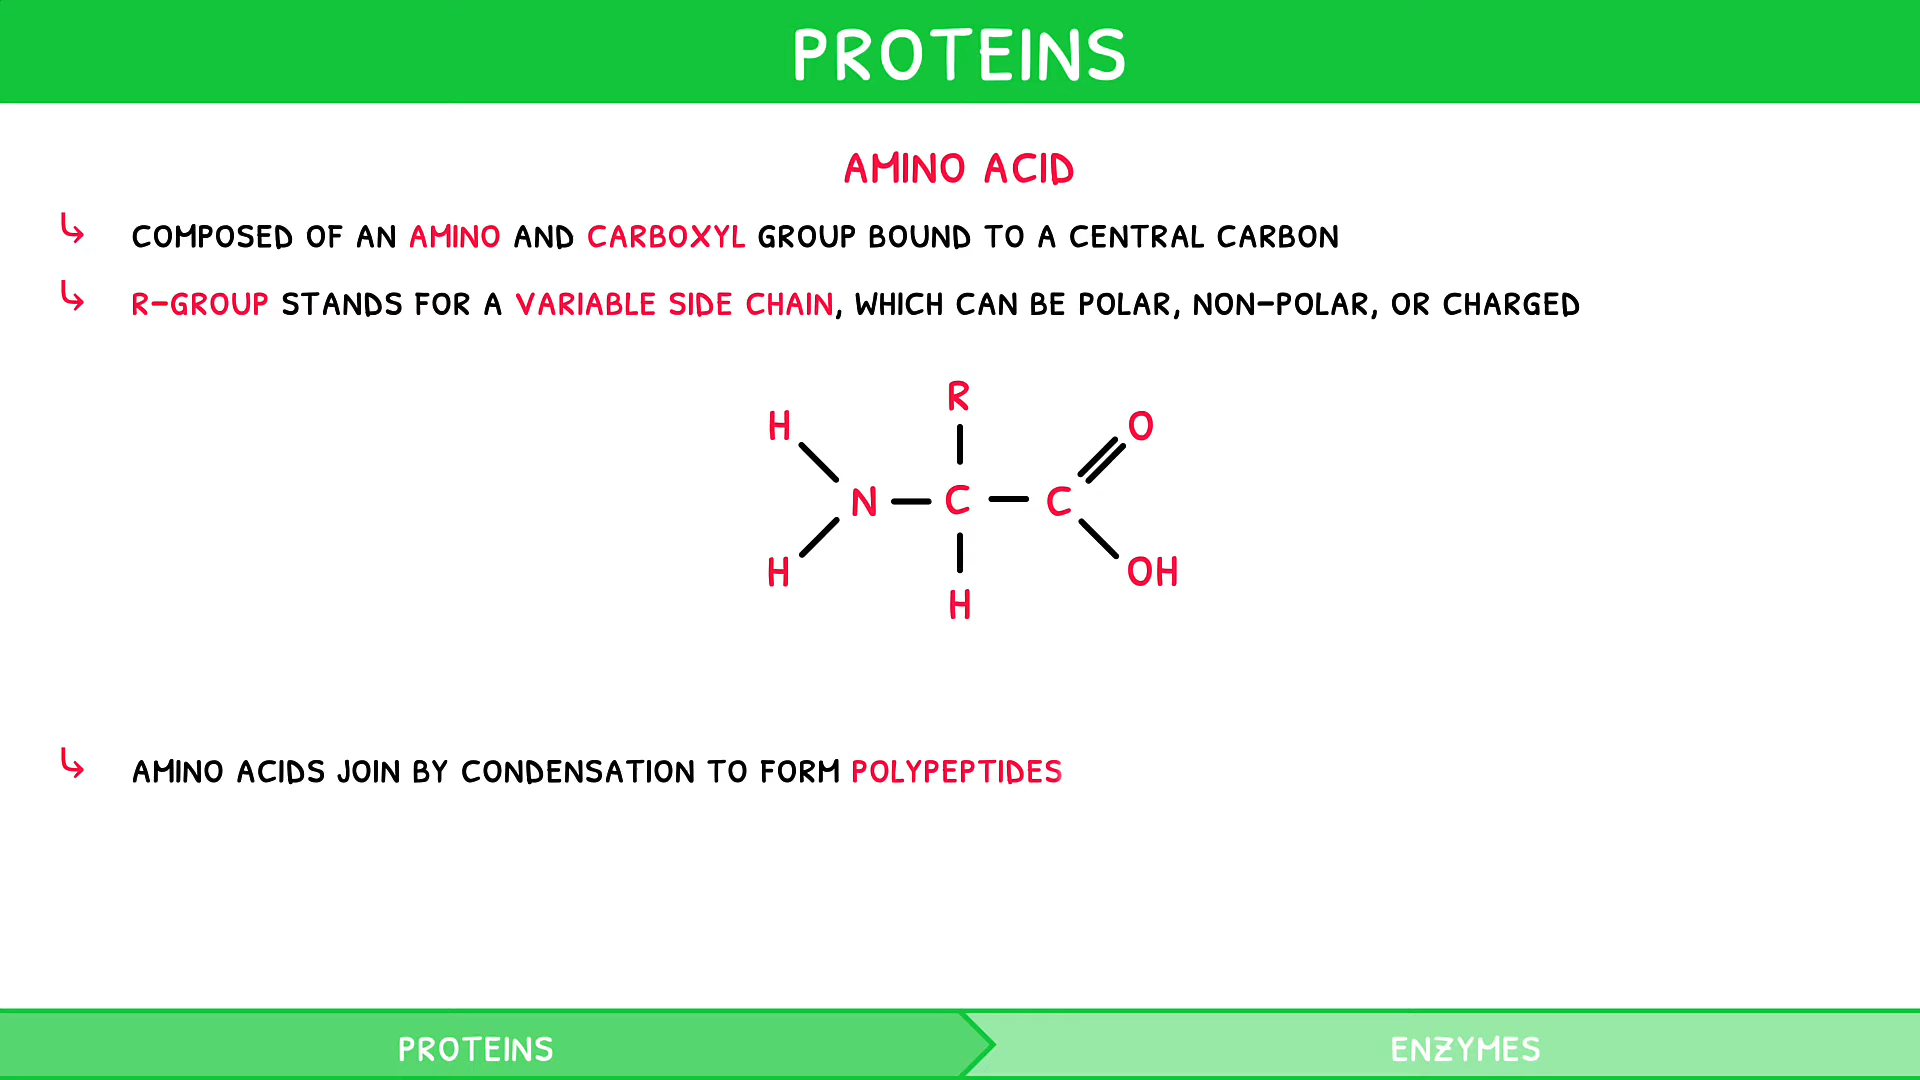 PROTEINS
AMINO ACID
COMPOSED OF AN AMINO AND CARBOXYL GROUP BOUND TO A CENTRAL CARBON
R-GROUP STANDS FOR A VARIABLE SIDE CHAIN, WHICH CAN BE POLAR, NON-POLAR, OR CHARGED
R
H O
N C C
H OH
H
AMINO ACIDS JOIN BY CONDENSATION TO FORM POLYPEPTIDES
PROTEINS ENZYMES